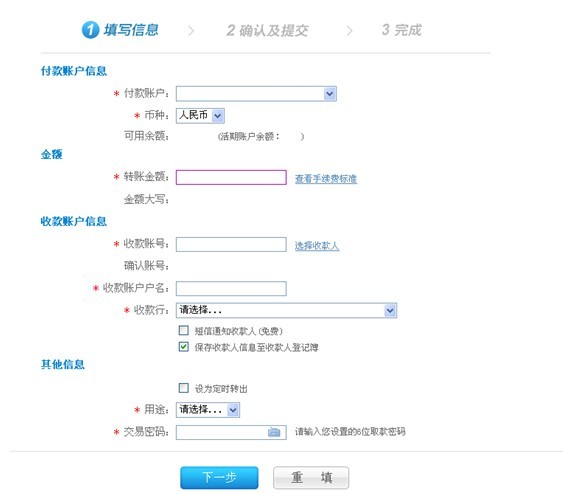 1 填写信息 2 确认及提交 3 完成
付款账户信息
* 付款账户：
* 币种： 人民币
可用余额： (活期账户余额： )
金额
* 转账金额： 查看手续费标准
金额大写：
收款账户信息
* 收款账号： 选择收款人
确认账号：
* 收款账户户名：
* 收款行： 请选择...
短信通知收款人(免费)
保存收款人信息至收款人登记簿
其他信息
设为定时转出
* 用途： 请选择...
* 交易密码： 请输入您设置的6位取款密码
下一步 重 填